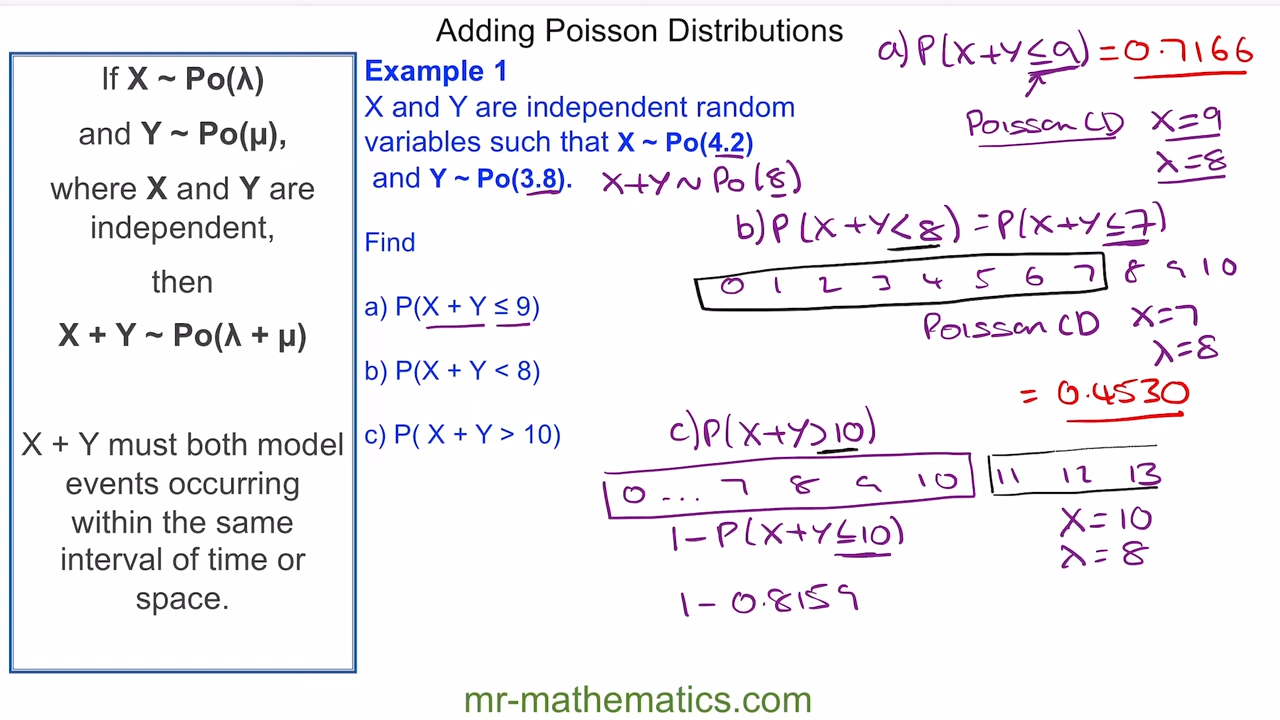 Adding Poisson Distributions
If X ~ Po(λ)
and Y ~ Po(μ),
where X and Y are
independent,
then
X + Y ~ Po(λ + μ)
X + Y must both model
events occurring
within the same
interval of time or
space.
Example 1
X and Y are independent random
variables such that X ~ Po(4.2)
and Y ~ Po(3.8).
X+Y ~ Po(8)
Find
a) P(X + Y ≤ 9)
b) P(X + Y < 8)
c) P( X + Y > 10)
a) P(X+Y≤9) = 0.7166
Poisson CD x=9
λ=8
b) P(X+Y<8) = P(X+Y≤7)
0 1 2 3 4 5 6 7 8 9 10
Poisson CD x=7
λ=8
= 0.4530
c) P(X+Y>10)
0 ... 7 8 9 10 11 12 13
1 - P(X+Y≤10)
x=10
λ=8
1 - 0.8159
mr-mathematics.com